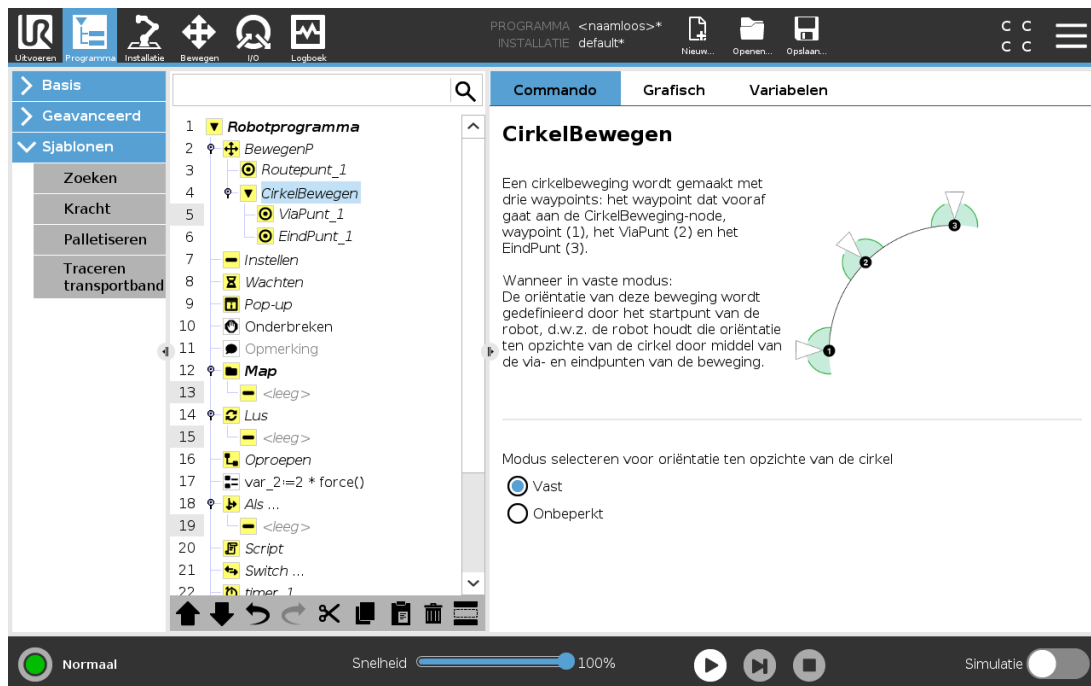 PROGRAMMA <naamloos>*
INSTALLATIE default*
Uitvoeren Programma Installatie Bewegen I/O Logboek
Nieuw... Openen... Opslaan...
C C
C C
Basis
Geavanceerd
Sjablonen
Zoeken
Kracht
Palletiseren
Traceren
transportband
1 Robotprogramma
2 BewegenP
3 Routepunt_1
4 CirkelBewegen
5 ViaPunt_1
6 EindPunt_1
7 Instellen
8 Wachten
9 Pop-up
10 Onderbreken
11 Opmerking
12 Map
13 <leeg>
14 Lus
15 <leeg>
16 Oproepen
17 var_2:=2 * force()
18 Als ...
19 <leeg>
20 Script
21 Switch ...
22 timer_1
Commando Grafisch Variabelen
CirkelBewegen
Een cirkelbeweging wordt gemaakt met
drie waypoints: het waypoint dat vooraf
gaat aan de CirkelBeweging-node,
waypoint (1), het ViaPunt (2) en het
EindPunt (3).
Wanneer in vaste modus:
De oriëntatie van deze beweging wordt
gedefinieerd door het startpunt van de
robot, d.w.z. de robot houdt die oriëntatie
ten opzichte van de cirkel door middel van
de via- en eindpunten van de beweging.
3
2
1
Modus selecteren voor oriëntatie ten opzichte van de cirkel
Vast
Onbeperkt
Normaal
Snelheid 100%
Simulatie